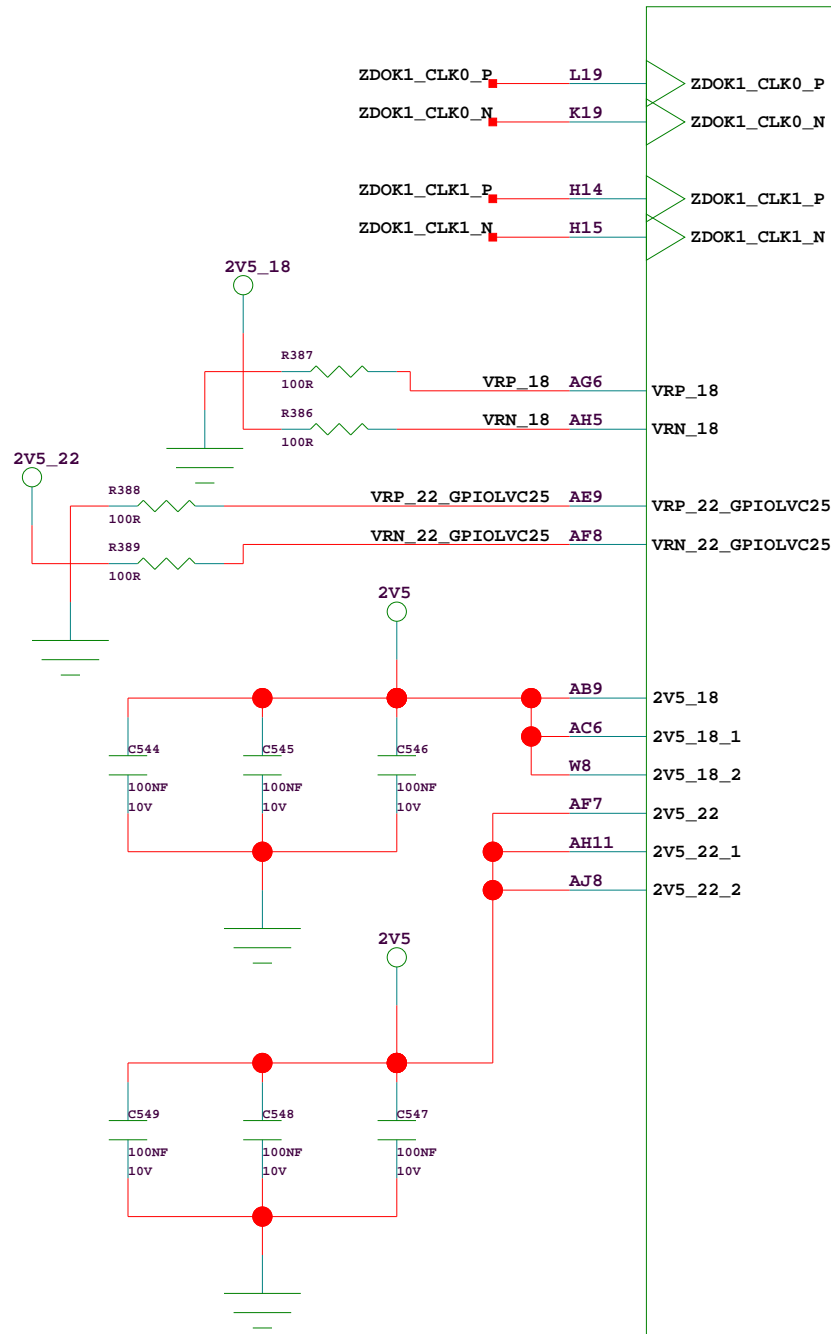 ZDOK1_CLK0_P L19 ZDOK1_CLK0_P
ZDOK1_CLK0_N K19 ZDOK1_CLK0_N
ZDOK1_CLK1_P H14 ZDOK1_CLK1_P
ZDOK1_CLK1_N H15 ZDOK1_CLK1_N
2V5_18
R387
100R
VRP_18 AG6 VRP_18
R386
100R
VRN_18 AH5 VRN_18
2V5_22
R388
100R
VRP_22_GPIOLVC25 AE9 VRP_22_GPIOLVC25
R389
100R
VRN_22_GPIOLVC25 AF8 VRN_22_GPIOLVC25
2V5
AB9 2V5_18
AC6 2V5_18_1
W8 2V5_18_2
AF7 2V5_22
AH11 2V5_22_1
AJ8 2V5_22_2
C544 C545 C546
100NF 100NF 100NF
10V 10V 10V
2V5
C549 C548 C547
100NF 100NF 100NF
10V 10V 10V